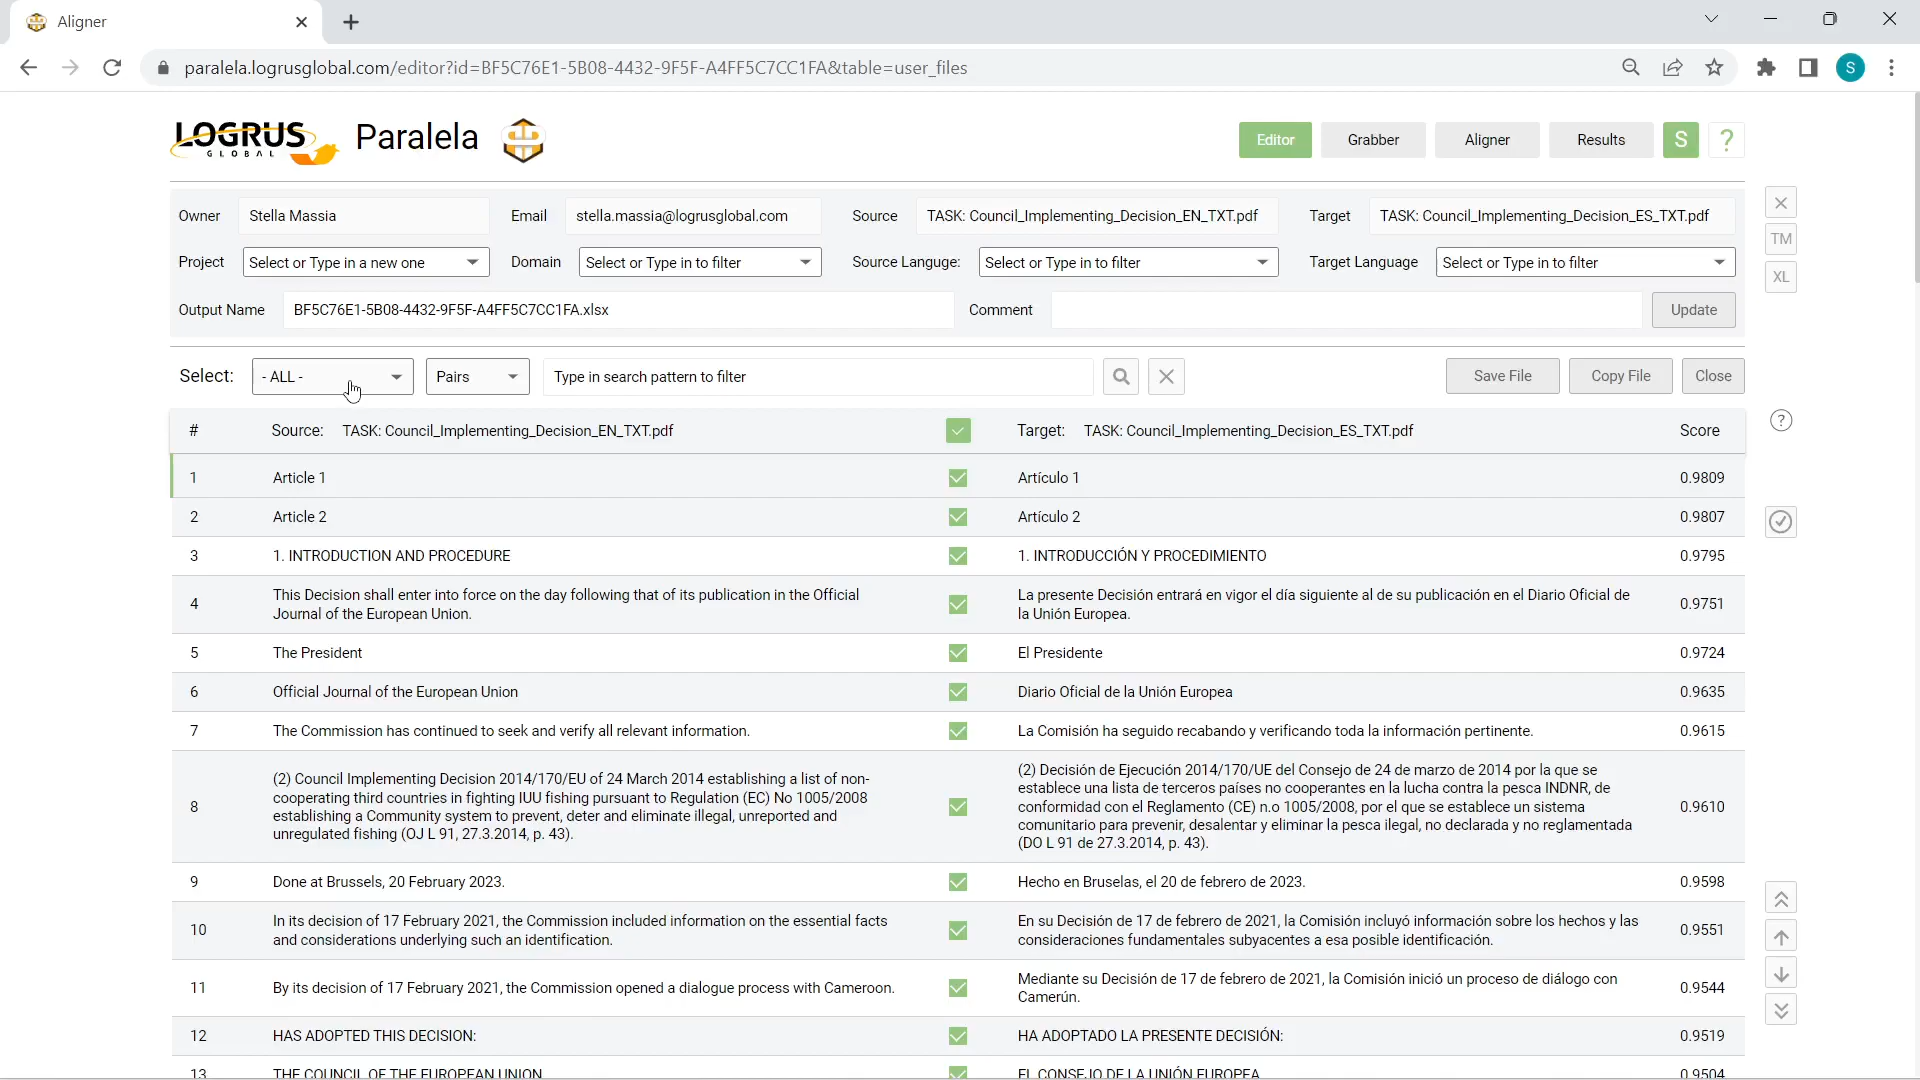 Aligner
paralela.logrusglobal.com/editor?id=BF5C76E1-5B08-4432-9F5F-A4FF5C7CC1FA&table=user_files
S
LOGRUS
GLOBAL
Paralela
Editor Grabber Aligner Results S ?
Owner Stella Massia Email stella.massia@logrusglobal.com Source TASK: Council_Implementing_Decision_EN_TXT.pdf Target TASK: Council_Implementing_Decision_ES_TXT.pdf
TM
Project Select or Type in a new one Domain Select or Type in to filter Source Languge: Select or Type in to filter Target Language Select or Type in to filter
XL
Output Name BF5C76E1-5B08-4432-9F5F-A4FF5C7CC1FA.xlsx Comment Update
Select: - ALL - Pairs Type in search pattern to filter Save File Copy File Close
# Source: TASK: Council_Implementing_Decision_EN_TXT.pdf Target: TASK: Council_Implementing_Decision_ES_TXT.pdf Score
?
1 Article 1 Artículo 1 0.9809
2 Article 2 Artículo 2 0.9807
3 1. INTRODUCTION AND PROCEDURE 1. INTRODUCCIÓN Y PROCEDIMIENTO 0.9795
4 This Decision shall enter into force on the day following that of its publication in the Official
Journal of the European Union.
La presente Decisión entrará en vigor el día siguiente al de su publicación en el Diario Oficial de
la Unión Europea.
0.9751
5 The President El Presidente 0.9724
6 Official Journal of the European Union Diario Oficial de la Unión Europea 0.9635
7 The Commission has continued to seek and verify all relevant information. La Comisión ha seguido recabando y verificando toda la información pertinente. 0.9615
8 (2) Council Implementing Decision 2014/170/EU of 24 March 2014 establishing a list of non-
cooperating third countries in fighting IUU fishing pursuant to Regulation (EC) No 1005/2008
establishing a Community system to prevent, deter and eliminate illegal, unreported and
unregulated fishing (OJ L 91, 27.3.2014, p. 43).
(2) Decisión de Ejecución 2014/170/UE del Consejo de 24 de marzo de 2014 por la que se
establece una lista de terceros países no cooperantes en la lucha contra la pesca INDNR, de
conformidad con el Reglamento (CE) n.o 1005/2008, por el que se establece un sistema
comunitario para prevenir, desalentar y eliminar la pesca ilegal, no declarada y no reglamentada
(DO L 91 de 27.3.2014, p. 43).
0.9610
9 Done at Brussels, 20 February 2023. Hecho en Bruselas, el 20 de febrero de 2023. 0.9598
10 In its decision of 17 February 2021, the Commission included information on the essential facts
and considerations underlying such an identification.
En su Decisión de 17 de febrero de 2021, la Comisión incluyó información sobre los hechos y las
consideraciones fundamentales subyacentes a esa posible identificación.
0.9551
11 By its decision of 17 February 2021, the Commission opened a dialogue process with Cameroon.
Mediante su Decisión de 17 de febrero de 2021, la Comisión inició un proceso de diálogo con
Camerún.
0.9544
12 HAS ADOPTED THIS DECISION: HA ADOPTADO LA PRESENTE DECISIÓN: 0.9519
13 THE COUNCIL OF THE EUROPEAN UNION EL CONSEJO DE LA UNIÓN EUROPEA 0.9504